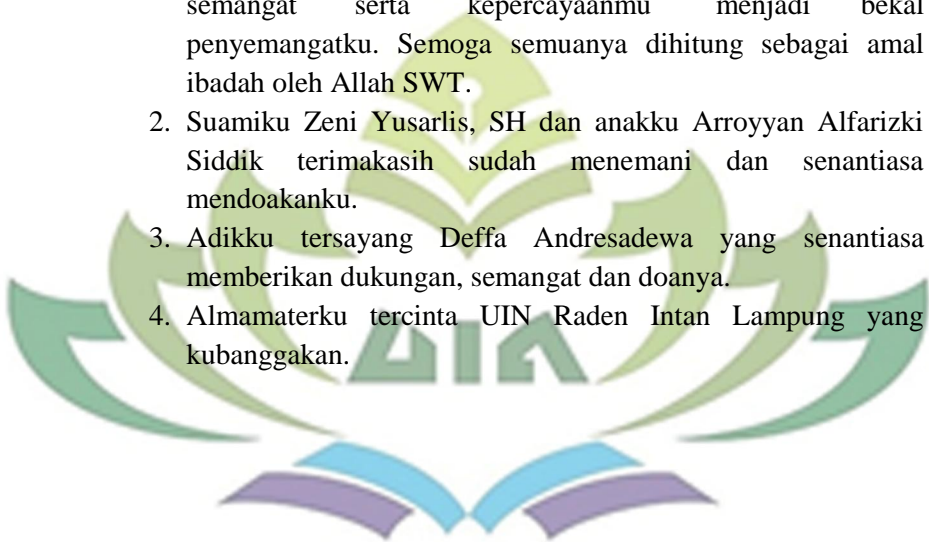 semangat serta kepercayaanmu menjadi bekal
penyemangatku. Semoga semuanya dihitung sebagai amal
ibadah oleh Allah SWT.
2. Suamiku Zeni Yusarlis, SH dan anakku Arroyyan Alfarizki
Siddik terimakasih sudah menemani dan senantiasa
mendoakanku.
3. Adikku tersayang Deffa Andresadewa yang senantiasa
memberikan dukungan, semangat dan doanya.
4. Almamaterku tercinta UIN Raden Intan Lampung yang
kubanggakan.
UIN